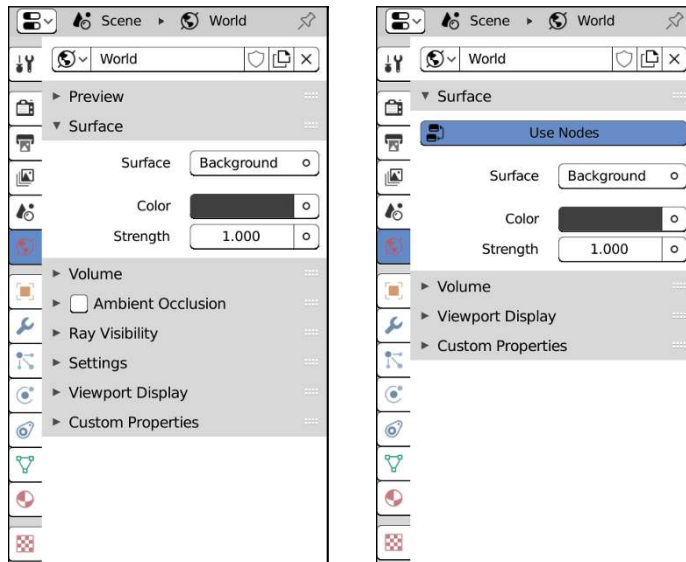 Scene World
World
Preview
Surface
Surface Background
Color
Strength 1.000
Volume
Ambient Occlusion
Ray Visibility
Settings
Viewport Display
Custom Properties
Scene World
World
Surface
Use Nodes
Surface Background
Color
Strength 1.000
Volume
Viewport Display
Custom Properties